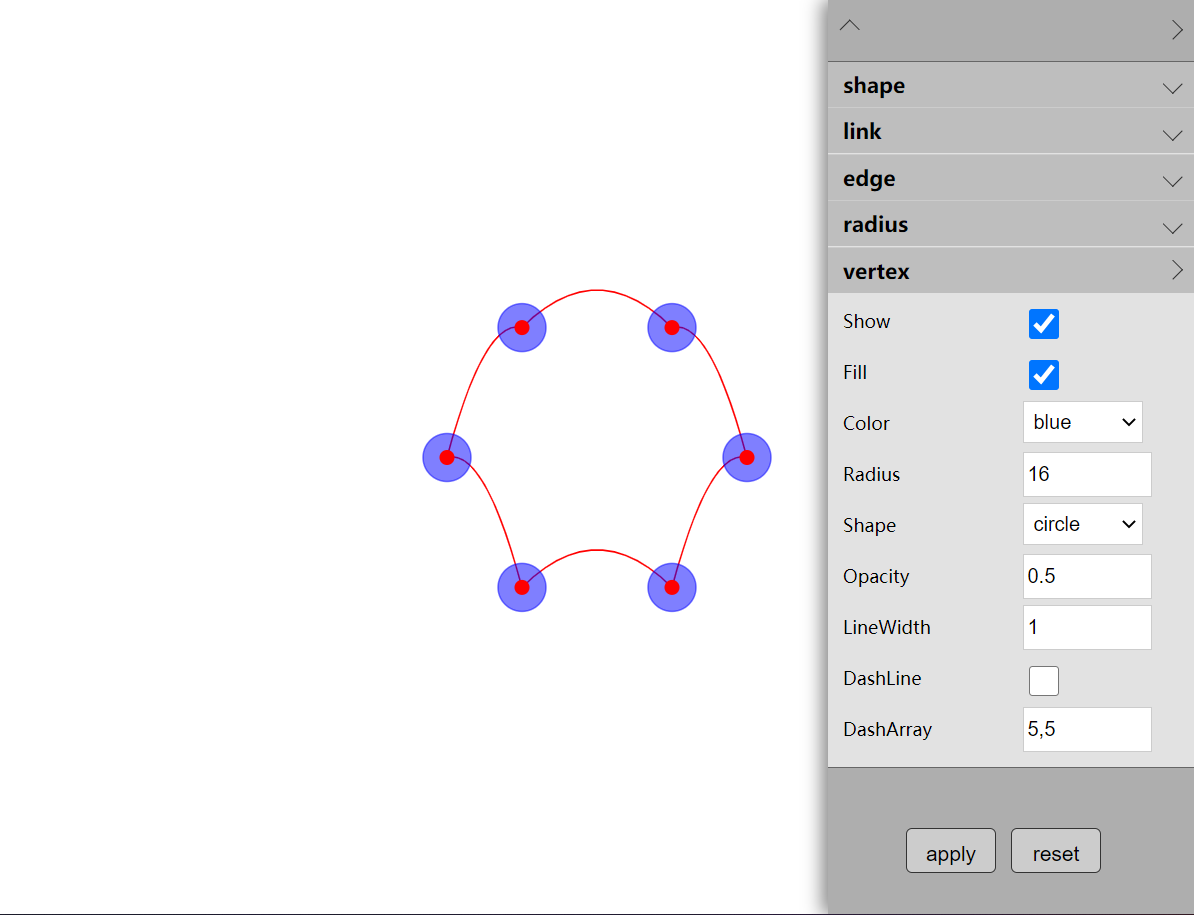 shape
link
edge
radius
vertex
Show
Fill
Color blue
Radius 16
Shape circle
Opacity 0.5
LineWidth 1
DashLine
DashArray 5,5
apply reset